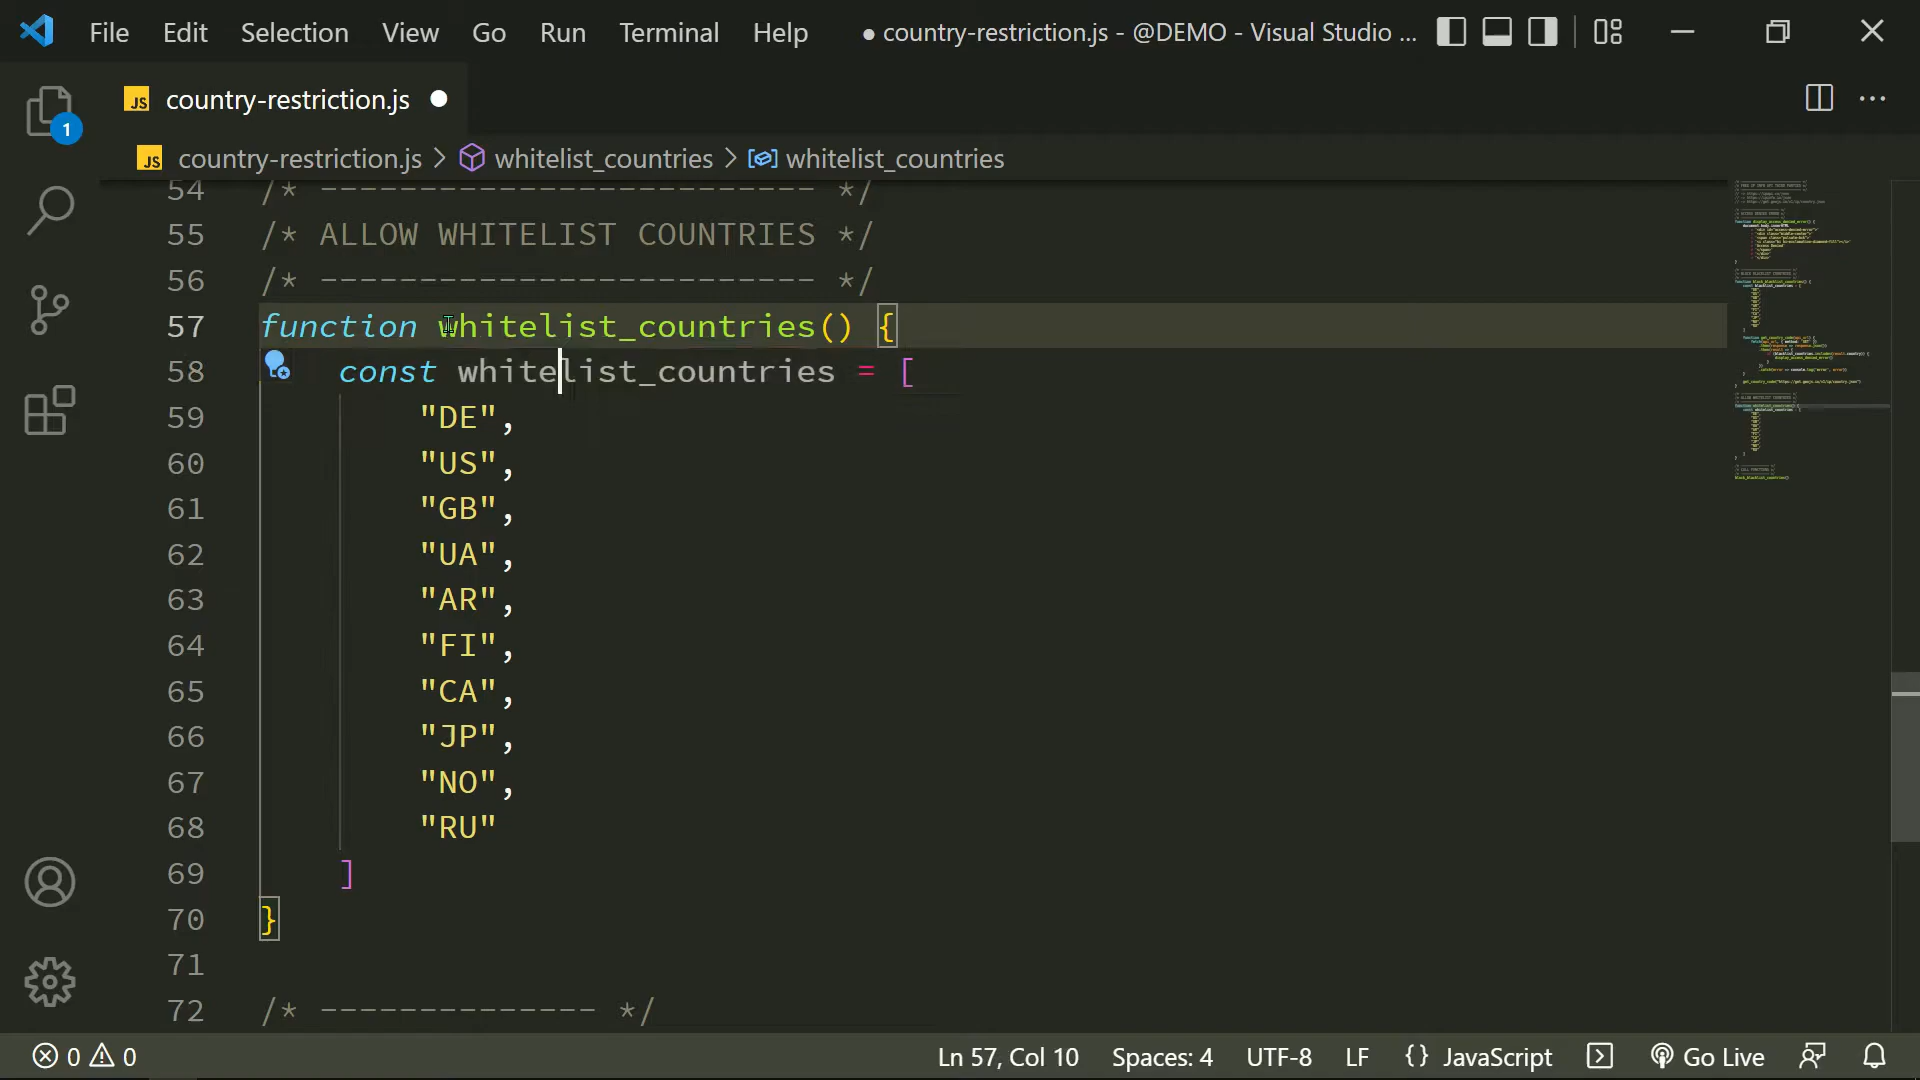 File Edit Selection View Go Run Terminal Help ● country-restriction.js - @DEMO - Visual Studio ...
JS country-restriction.js ●
1
JS country-restriction.js > whitelist_countries > whitelist_countries
54 /* ------------------------- */
55 /* ALLOW WHITELIST COUNTRIES */
56 /* ------------------------- */
57 function whitelist_countries() {
58 const whitelist_countries = [
59 "DE",
60 "US",
61 "GB",
62 "UA",
63 "AR",
64 "FI",
65 "CA",
66 "JP",
67 "NO",
68 "RU"
69 ]
70 }
71
72 /* -------------- */
0 0 Ln 57, Col 10 Spaces: 4 UTF-8 LF {} JavaScript Go Live